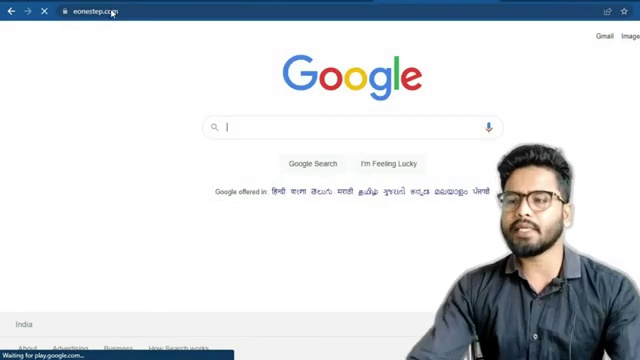 eonestep.com
Gmail Image
Google
Google Search I'm Feeling Lucky
Google offered in: हिन्दी বাংলা తెలుగు मराठी தமிழ் ગુજરાતી ಕನ್ನಡ മലയാളം ਪੰਜਾਬੀ
India
About Advertising Business How Search works
Waiting for play.google.com...